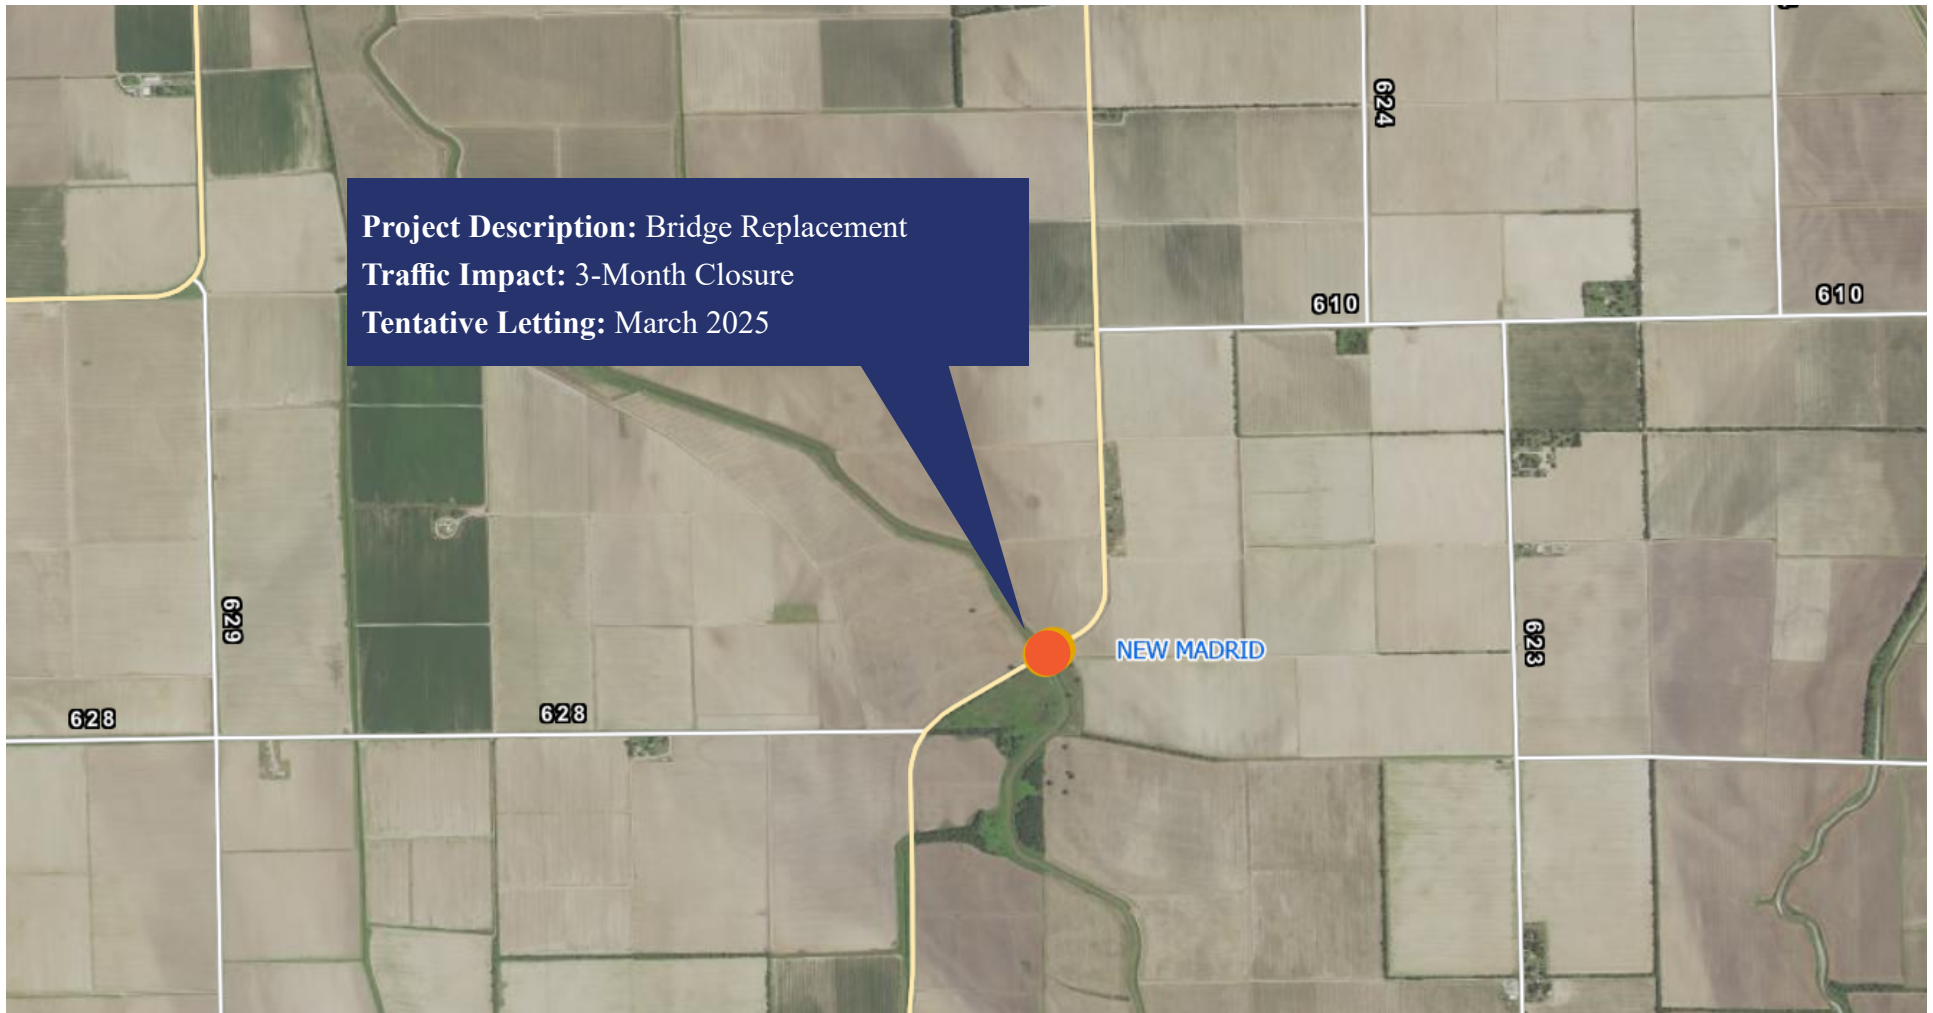 624
Project Description: Bridge Replacement
Traffic Impact: 3-Month Closure
Tentative Letting: March 2025
610
610
629
623
NEW MADRID
628
628